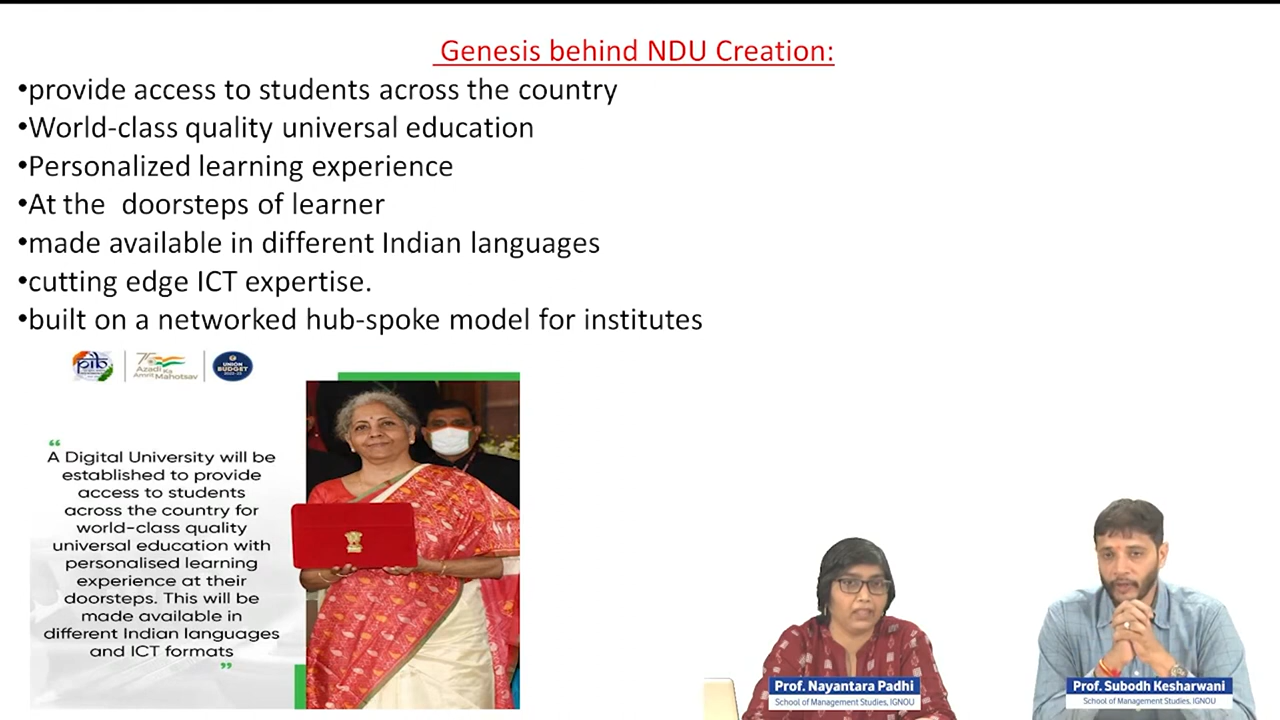 Genesis behind NDU Creation:
•provide access to students across the country
•World-class quality universal education
•Personalized learning experience
•At the doorsteps of learner
•made available in different Indian languages
•cutting edge ICT expertise.
•built on a networked hub-spoke model for institutes
pib
75
Azadi Ka
Amrit Mahotsav
UNION
BUDGET
“
A Digital University will be
established to provide
access to students
across the country for
world-class quality
universal education with
personalised learning
experience at their
doorsteps. This will be
made available in
different Indian languages
and ICT formats
”
Prof. Nayantara Padhi
School of Management Studies, IGNOU
Prof. Subodh Kesharwani
School of Management Studies, IGNOU